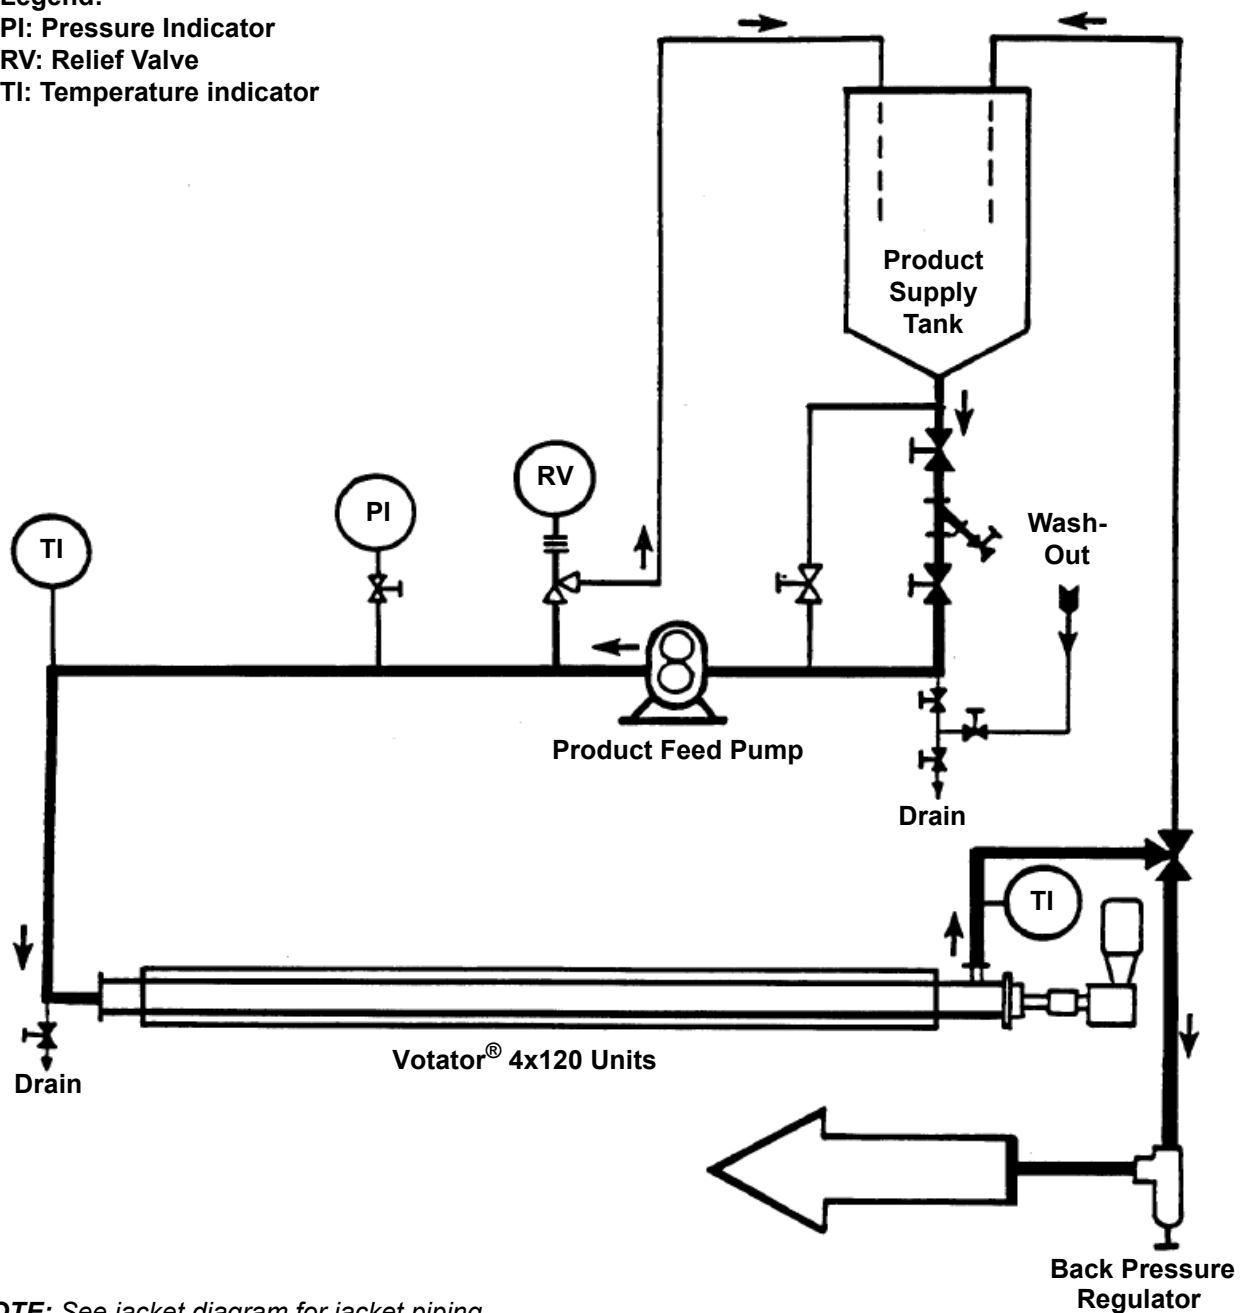 PI: Pressure Indicator
RV: Relief Valve
TI: Temperature indicator
Product
Supply
Tank
RV
PI
TI
Wash-
Out
Product Feed Pump
Drain
TI
Votator® 4x120 Units
Drain
Back Pressure
Regulator
See jacket diagram for jacket piping